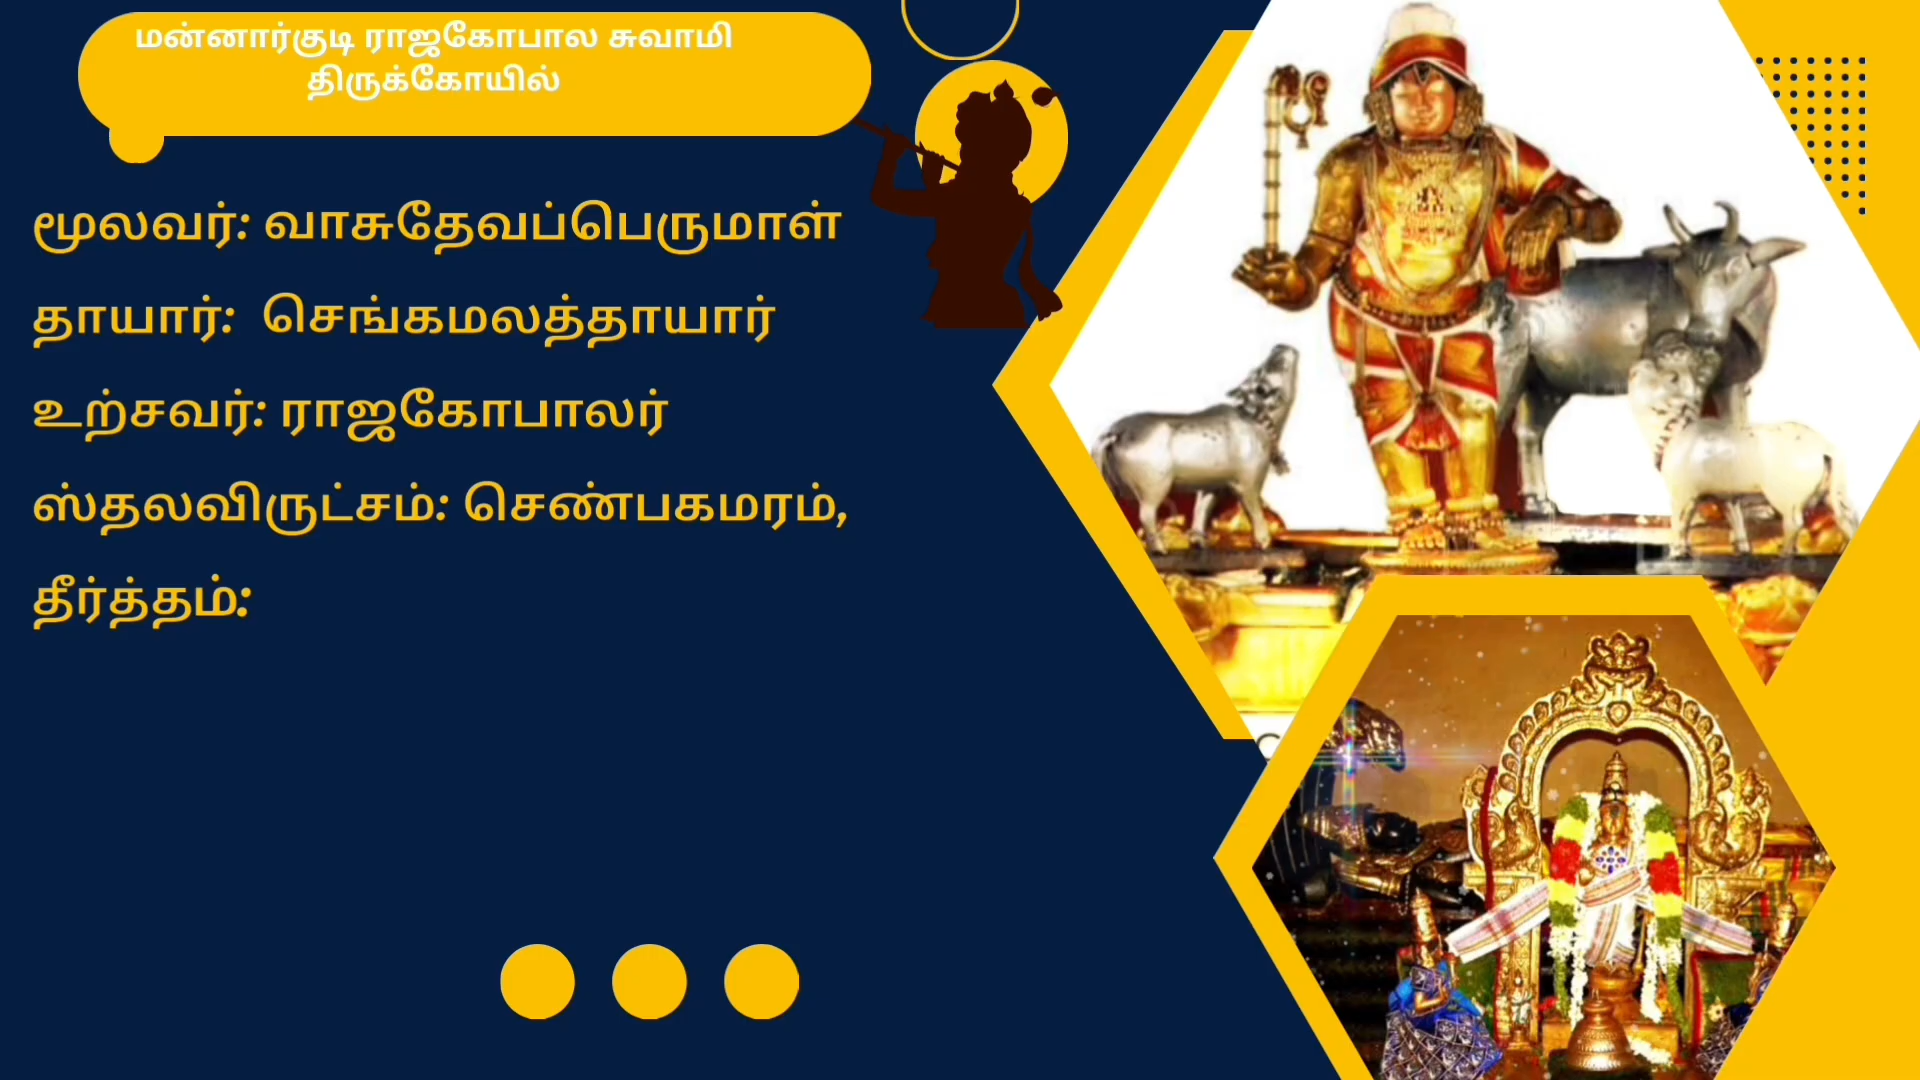 மன்னார்குடி ராஜகோபால சுவாமி
திருக்கோயில்
மூலவர்: வாசுதேவப்பெருமாள்
தாயார்: செங்கமலத்தாயார்
உற்சவர்: ராஜகோபாலர்
ஸ்தலவிருட்சம்: செண்பகமரம்,
தீர்த்தம்: